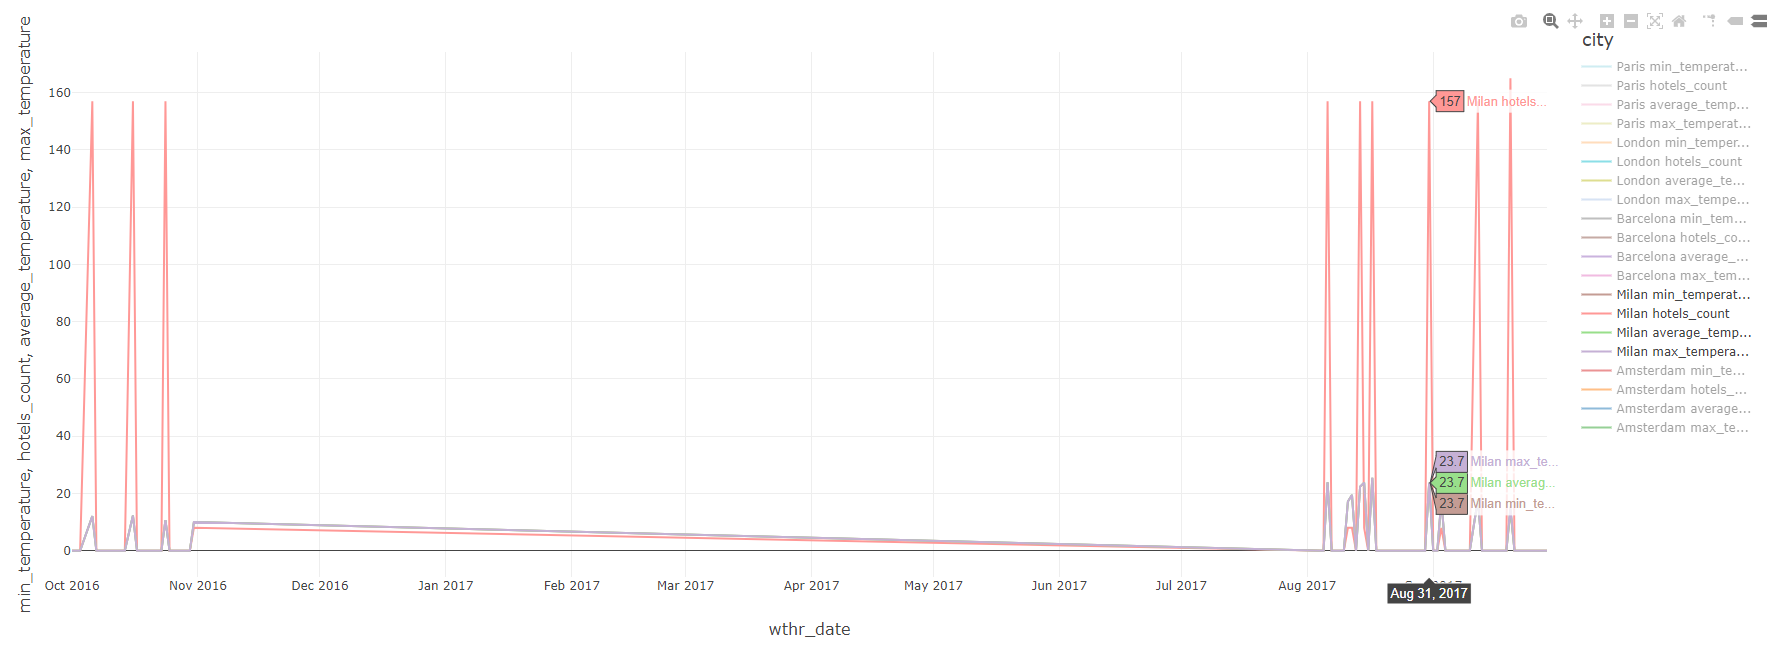 city
Paris min_temperat...
Paris hotels_count
Paris average_temp...
Paris max_temperat...
London min_temper...
London hotels_count
London average_te...
London max_tempe...
Barcelona min_tem...
Barcelona hotels_co...
Barcelona average_...
Barcelona max_tem...
Milan min_temperat...
Milan hotels_count
Milan average_temp...
Milan max_tempera...
Amsterdam min_te...
Amsterdam hotels_...
Amsterdam average...
Amsterdam max_te...
min_temperature, hotels_count, average_temperature, max_temperature
160
140
120
100
80
60
40
20
0
157 Milan hotels...
23.7 Milan max_te...
23.7 Milan averag...
23.7 Milan min_te...
Oct 2016 Nov 2016 Dec 2016 Jan 2017 Feb 2017 Mar 2017 Apr 2017 May 2017 Jun 2017 Jul 2017 Aug 2017
Aug 31, 2017
wthr_date